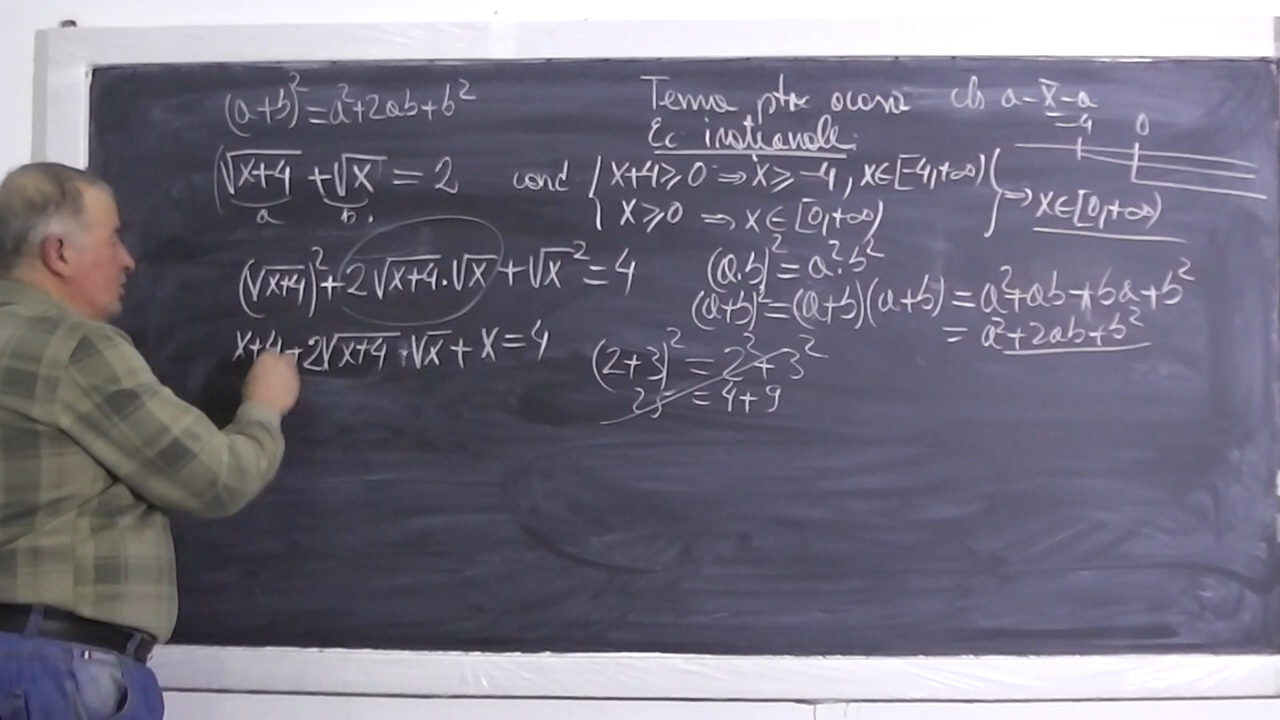 (a+b)²=a²+2ab+b²
Tema ptr acasă cls a-X-a
Ec iraționale
-4 0
(√x+4 + √x = 2
a b
cond { x+4≥0 ⇒ x≥-4, x∈[-4,+∞)
x≥0 ⇒ x∈[0,+∞)
} ⇒ x∈[0,+∞)
(√x+4)²+2√x+4·√x+√x²=4
x+4+2√x+4·√x+x=4
(a·b)²=a²·b²
(a+b)²=(a+b)(a+b)=a²+ab+ba+b²
=a²+2ab+b²
(2+3)²=2²+3²
25=4+9